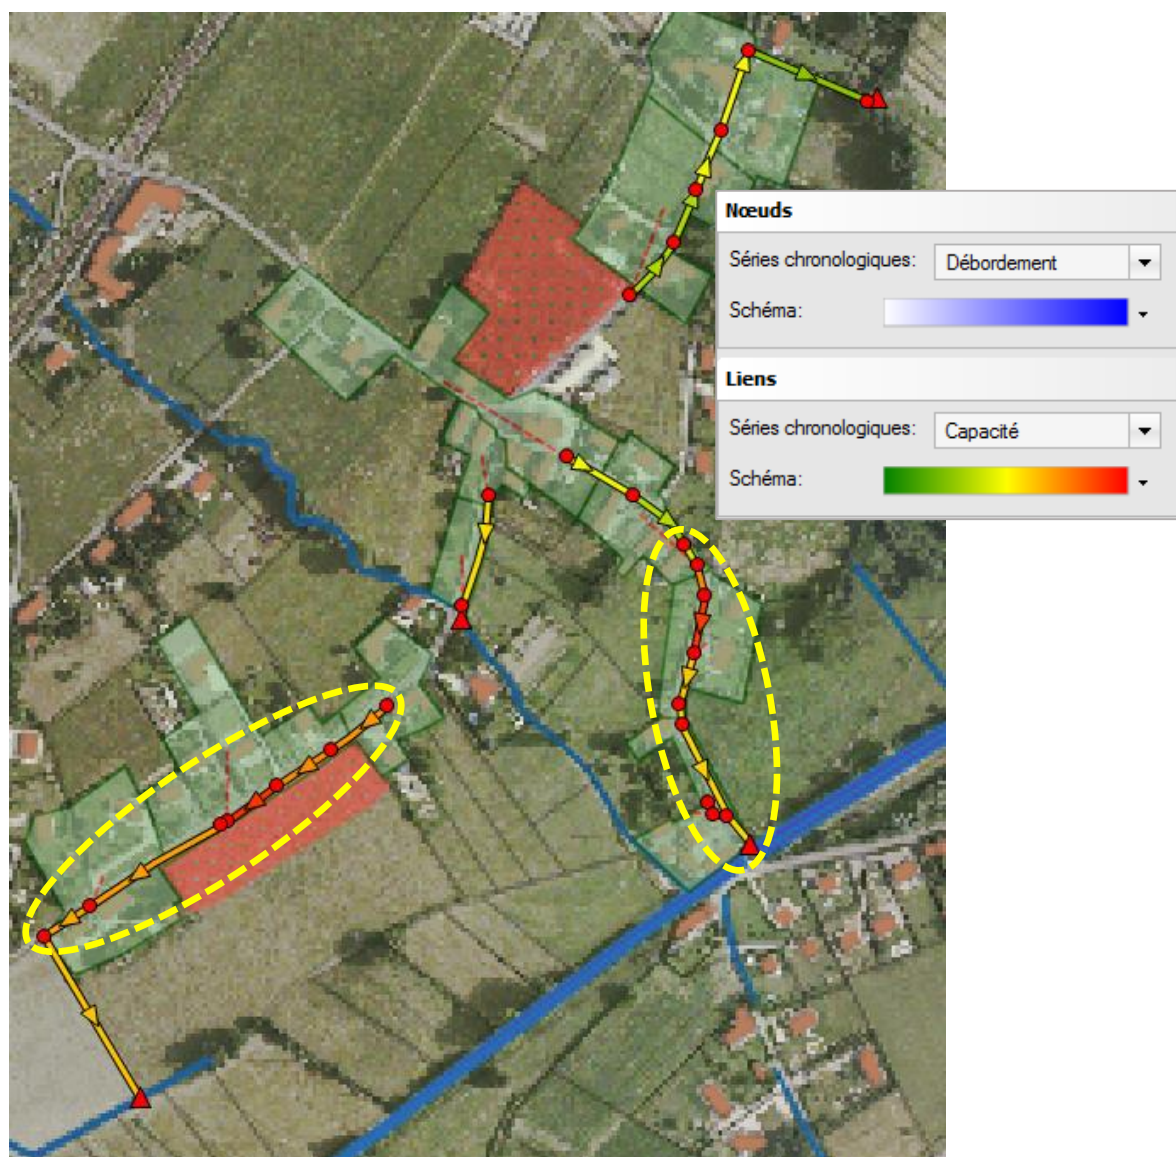 Nœuds
Séries chronologiques: Débordement
Schéma:
Liens
Séries chronologiques: Capacité
Schéma: